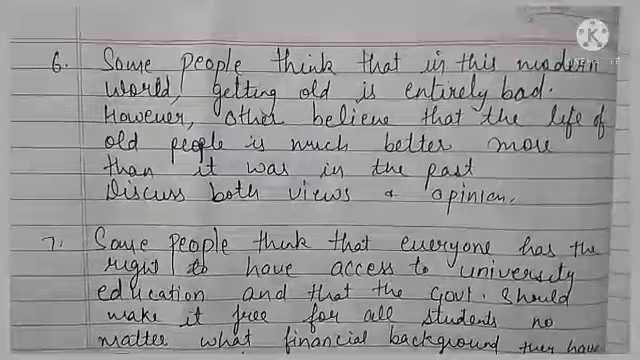 6. Some people think that in this modern
world, getting old is entirely bad.
However, other believe that the life of
old people is much better more
than it was in the past
Discuss both views & opinion.
7. Some people think that everyone has the
right to have access to university
education and that the Govt. should
make it free for all students no
matter what financial background they have